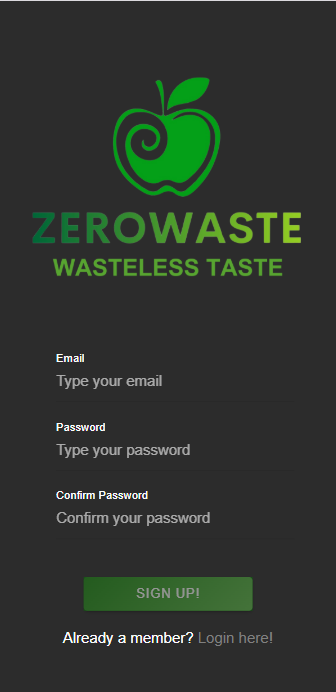 ZEROWASTE
WASTELESS TASTE
Email
Type your email
Password
Type your password
Confirm Password
Confirm your password
SIGN UP!
Already a member? Login here!